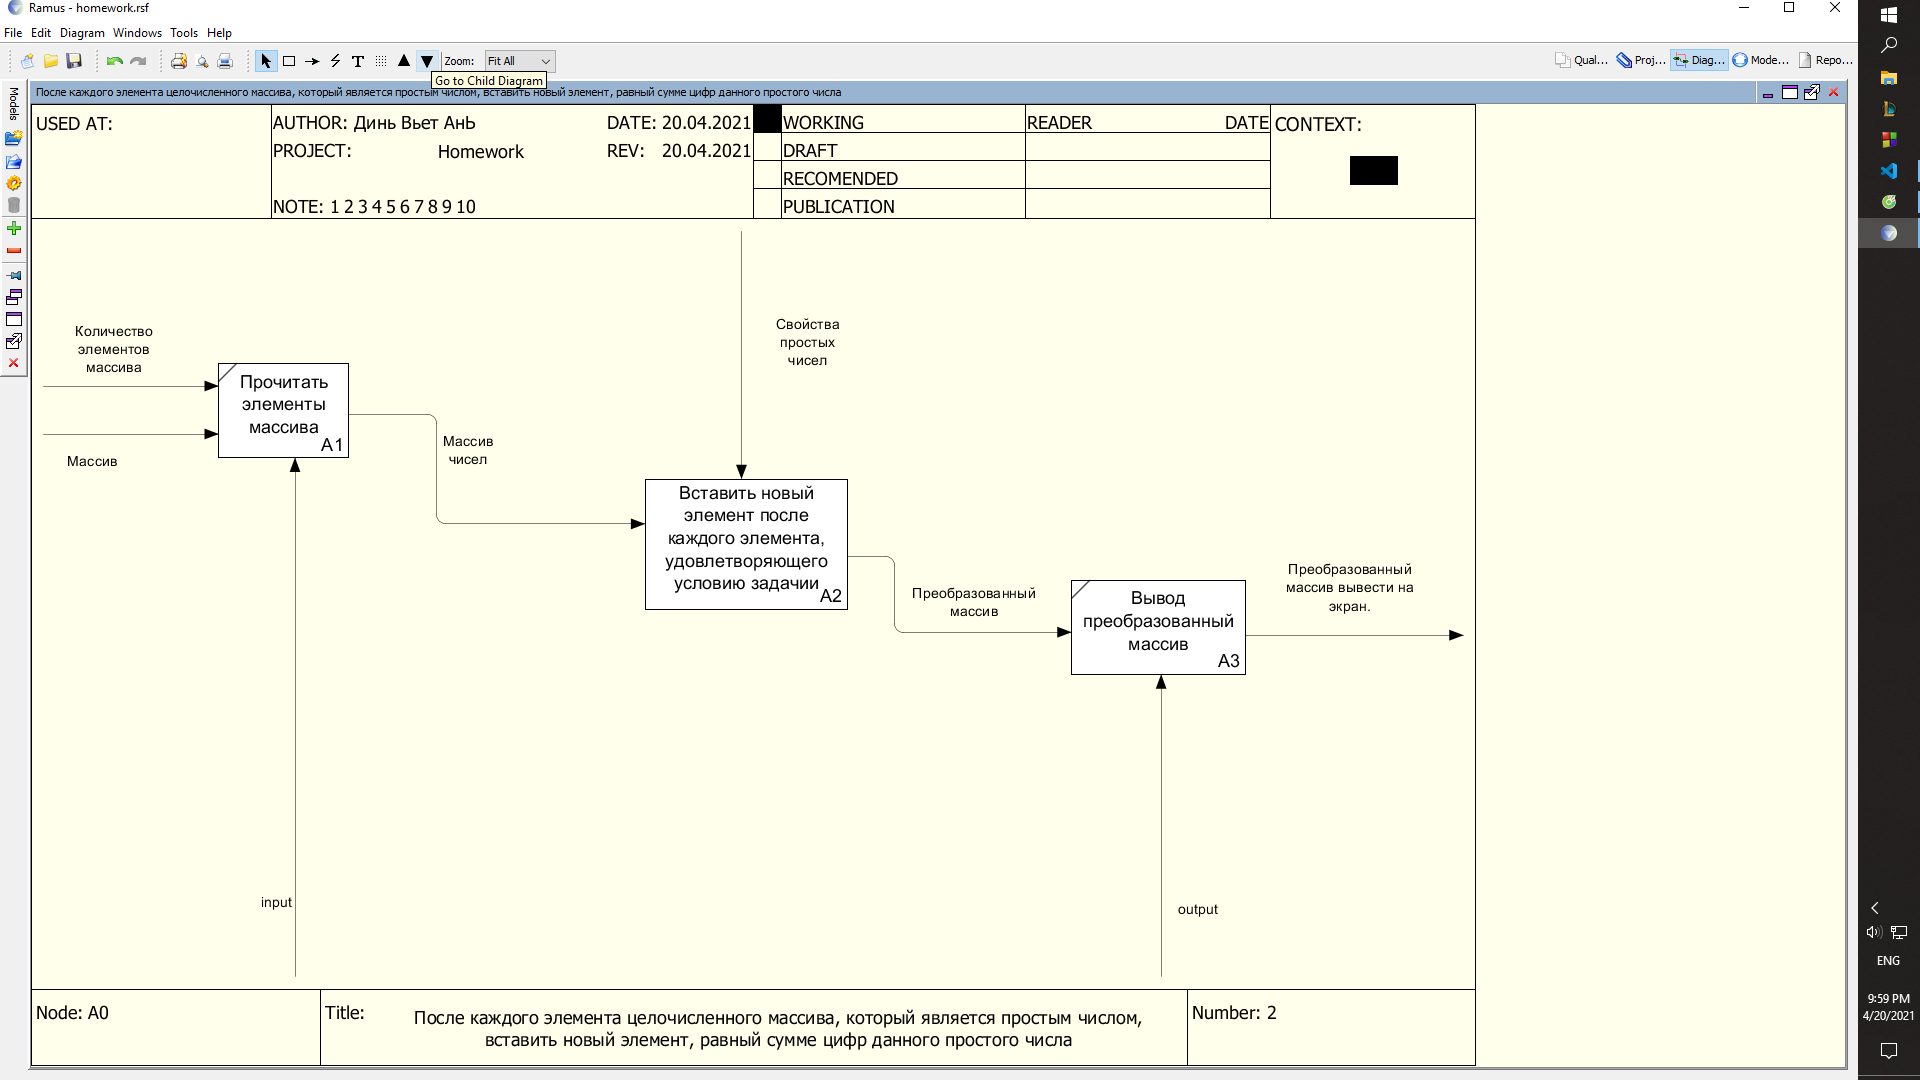 Ramus - homework.rsf
File Edit Diagram Windows Tools Help
Zoom: Fit All
Qual... Proj... Diag... Mode... Repo...
Go to Child Diagram
Models
После каждого элемента целочисленного массива, который является простым числом, вставить новый элемент, равный сумме цифр данного простого числа
USED AT:
AUTHOR: Динь Вьет АнЬ
DATE: 20.04.2021
PROJECT: Homework
REV: 20.04.2021
NOTE: 1 2 3 4 5 6 7 8 9 10
WORKING
DRAFT
RECOMENDED
PUBLICATION
READER DATE
CONTEXT:
Количество
элементов
массива
Массив
Прочитать
элементы
массива
A1
input
Массив
чисел
Свойства
простых
чисел
Вставить новый
элемент после
каждого элемента,
удовлетворяющего
условию задачии
A2
Преобразованный
массив
Вывод
преобразованный
массив
A3
output
Преобразованный
массив вывести на
экран.
Node: A0
Title:
После каждого элемента целочисленного массива, который является простым числом,
вставить новый элемент, равный сумме цифр данного простого числа
Number: 2
ENG
9:59 PM
4/20/2021